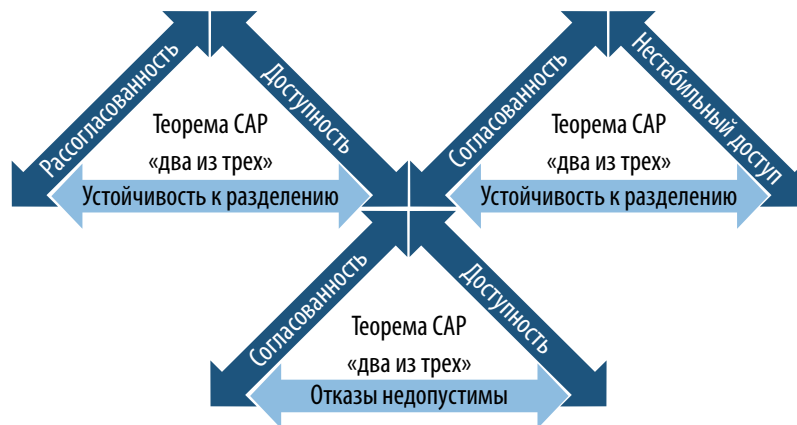 Рассогласованность
Доступность
Теорема CAP
«два из трех»
Устойчивость к разделению
Согласованность
Нестабильный доступ
Теорема CAP
«два из трех»
Устойчивость к разделению
Согласованность
Доступность
Теорема CAP
«два из трех»
Отказы недопустимы